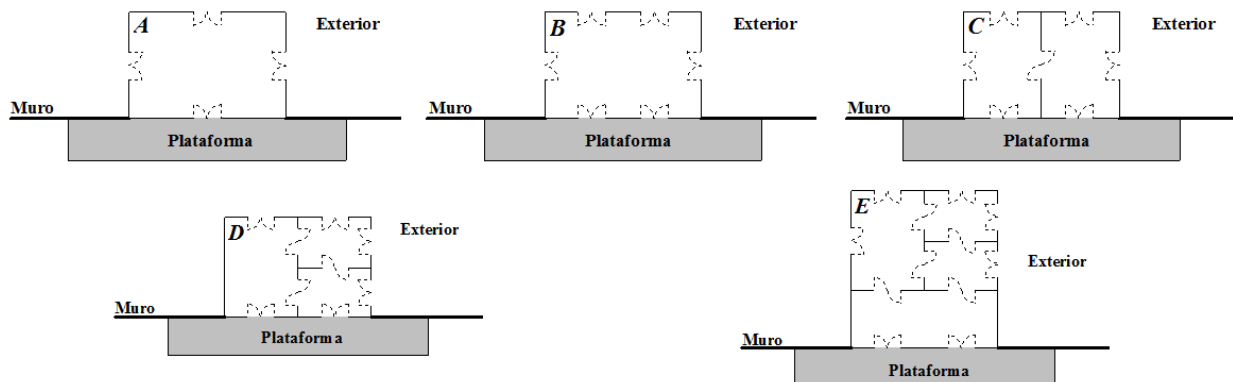 A
Exterior
Muro
Plataforma
B
Exterior
Muro
Plataforma
C
Exterior
Muro
Plataforma
D
Exterior
Muro
Plataforma
E
Exterior
Muro
Plataforma